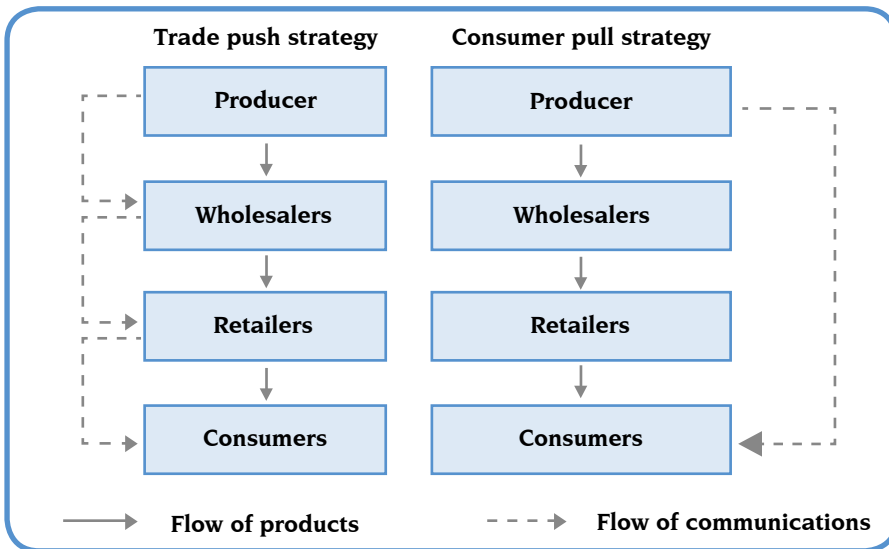 Trade push strategy
Consumer pull strategy
Producer
Producer
Wholesalers
Wholesalers
Retailers
Retailers
Consumers
Consumers
Flow of products
Flow of communications